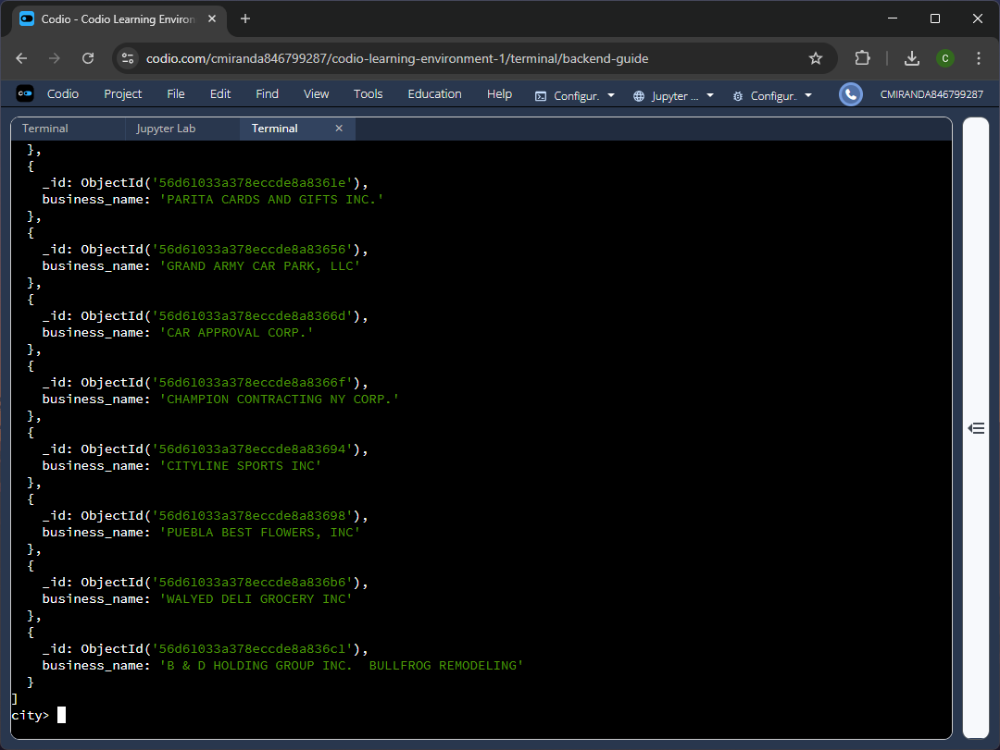 Codio - Codio Learning Environ
codio.com/cmiranda846799287/codio-learning-environment-1/terminal/backend-guide
C
Codio Project File Edit Find View Tools Education Help Configur. Jupyter ... Configur.. CMIRANDA846799287
Terminal Jupyter Lab Terminal
},
{
_id: ObjectId('56d61033a378eccde8a8361e'),
business_name: 'PARITA CARDS AND GIFTS INC.'
},
{
_id: ObjectId('56d61033a378eccde8a83656'),
business_name: 'GRAND ARMY CAR PARK, LLC'
},
{
_id: ObjectId('56d61033a378eccde8a8366d'),
business_name: 'CAR APPROVAL CORP.'
},
{
_id: ObjectId('56d61033a378eccde8a8366f'),
business_name: 'CHAMPION CONTRACTING NY CORP.'
},
{
_id: ObjectId('56d61033a378eccde8a83694'),
business_name: 'CITYLINE SPORTS INC'
},
{
_id: ObjectId('56d61033a378eccde8a83698'),
business_name: 'PUEBLA BEST FLOWERS, INC'
},
{
_id: ObjectId('56d61033a378eccde8a836b6'),
business_name: 'WALYED DELI GROCERY INC'
},
{
_id: ObjectId('56d61033a378eccde8a836c1'),
business_name: 'B & D HOLDING GROUP INC.  BULLFROG REMODELING'
}
]
city>